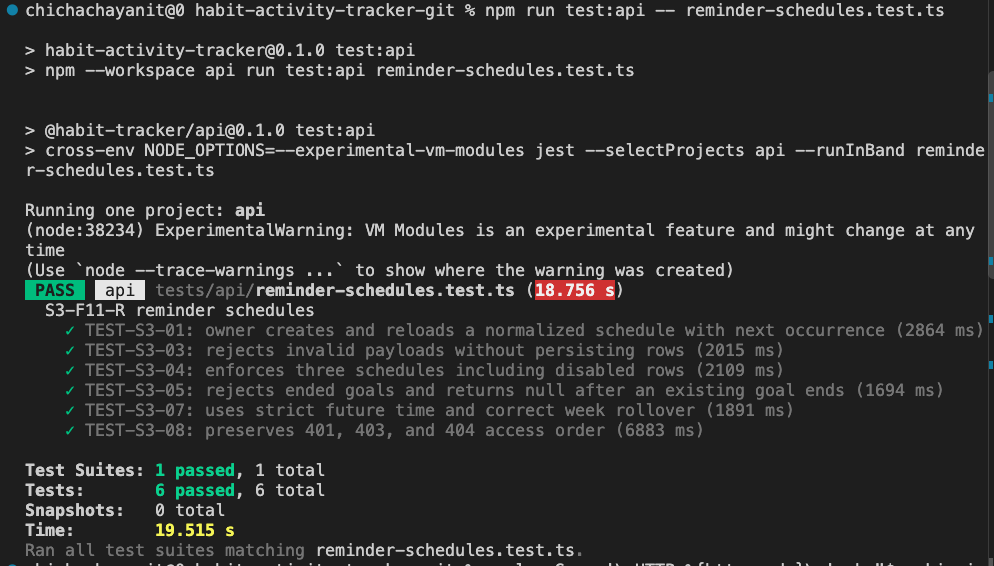 chichachayanit@0 habit-activity-tracker-git % npm run test:api -- reminder-schedules.test.ts
> habit-activity-tracker@0.1.0 test:api
> npm --workspace api run test:api reminder-schedules.test.ts
> @habit-tracker/api@0.1.0 test:api
> cross-env NODE_OPTIONS=--experimental-vm-modules jest --selectProjects api --runInBand reminde
r-schedules.test.ts
Running one project: api
(node:38234) ExperimentalWarning: VM Modules is an experimental feature and might change at any
time
(Use `node --trace-warnings ...` to show where the warning was created)
PASS api tests/api/reminder-schedules.test.ts (18.756 s)
S3-F11-R reminder schedules
✓ TEST-S3-01: owner creates and reloads a normalized schedule with next occurrence (2864 ms)
✓ TEST-S3-03: rejects invalid payloads without persisting rows (2015 ms)
✓ TEST-S3-04: enforces three schedules including disabled rows (2109 ms)
✓ TEST-S3-05: rejects ended goals and returns null after an existing goal ends (1694 ms)
✓ TEST-S3-07: uses strict future time and correct week rollover (1891 ms)
✓ TEST-S3-08: preserves 401, 403, and 404 access order (6883 ms)
Test Suites: 1 passed, 1 total
Tests: 6 passed, 6 total
Snapshots: 0 total
Time: 19.515 s
Ran all test suites matching reminder-schedules.test.ts.